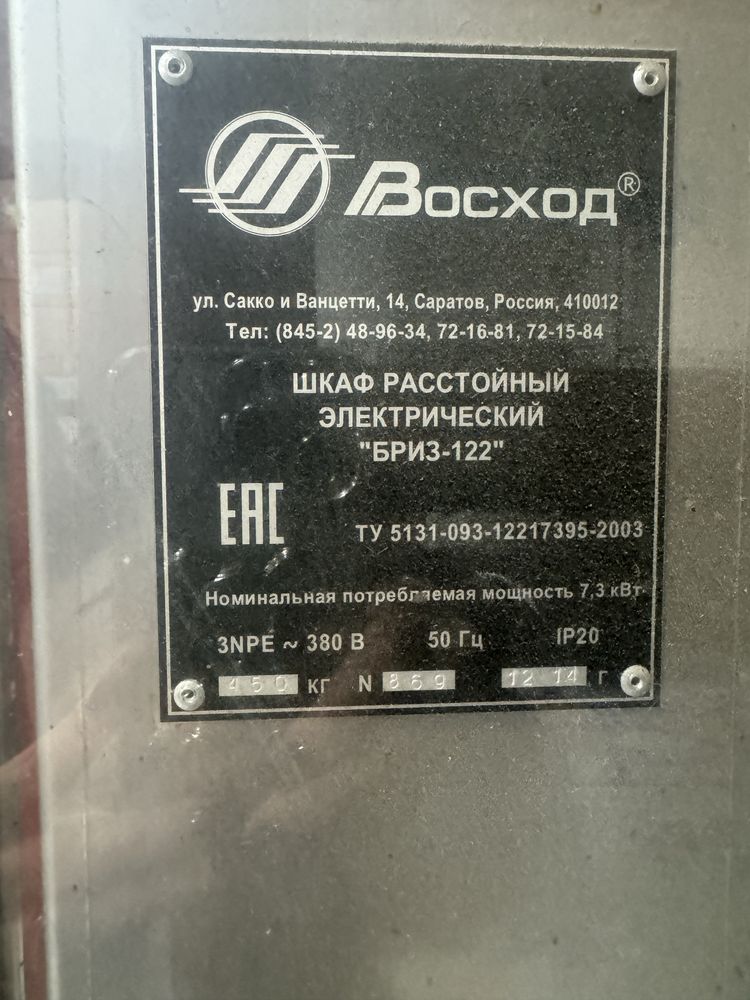 Восход®
ул. Сакко и Ванцетти, 14, Саратов, Россия, 410012
Тел: (845-2) 48-96-34, 72-16-81, 72-15-84
ШКАФ РАССТОЙНЫЙ
ЭЛЕКТРИЧЕСКИЙ
"БРИЗ-122"
EAC
ТУ 5131-093-12217395-2003
Номинальная потребляемая мощность 7,3 кВт
3NPE ~ 380 В 50 Гц IP20
450 КГ N 869 12 14 Г